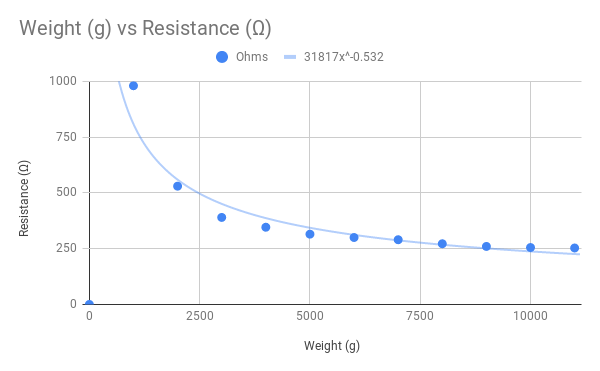 Weight (g) vs Resistance (Ω)
Ohms 31817x^-0.532
1000
750
500
250
0
Resistance (Ω)
0 2500 5000 7500 10000
Weight (g)